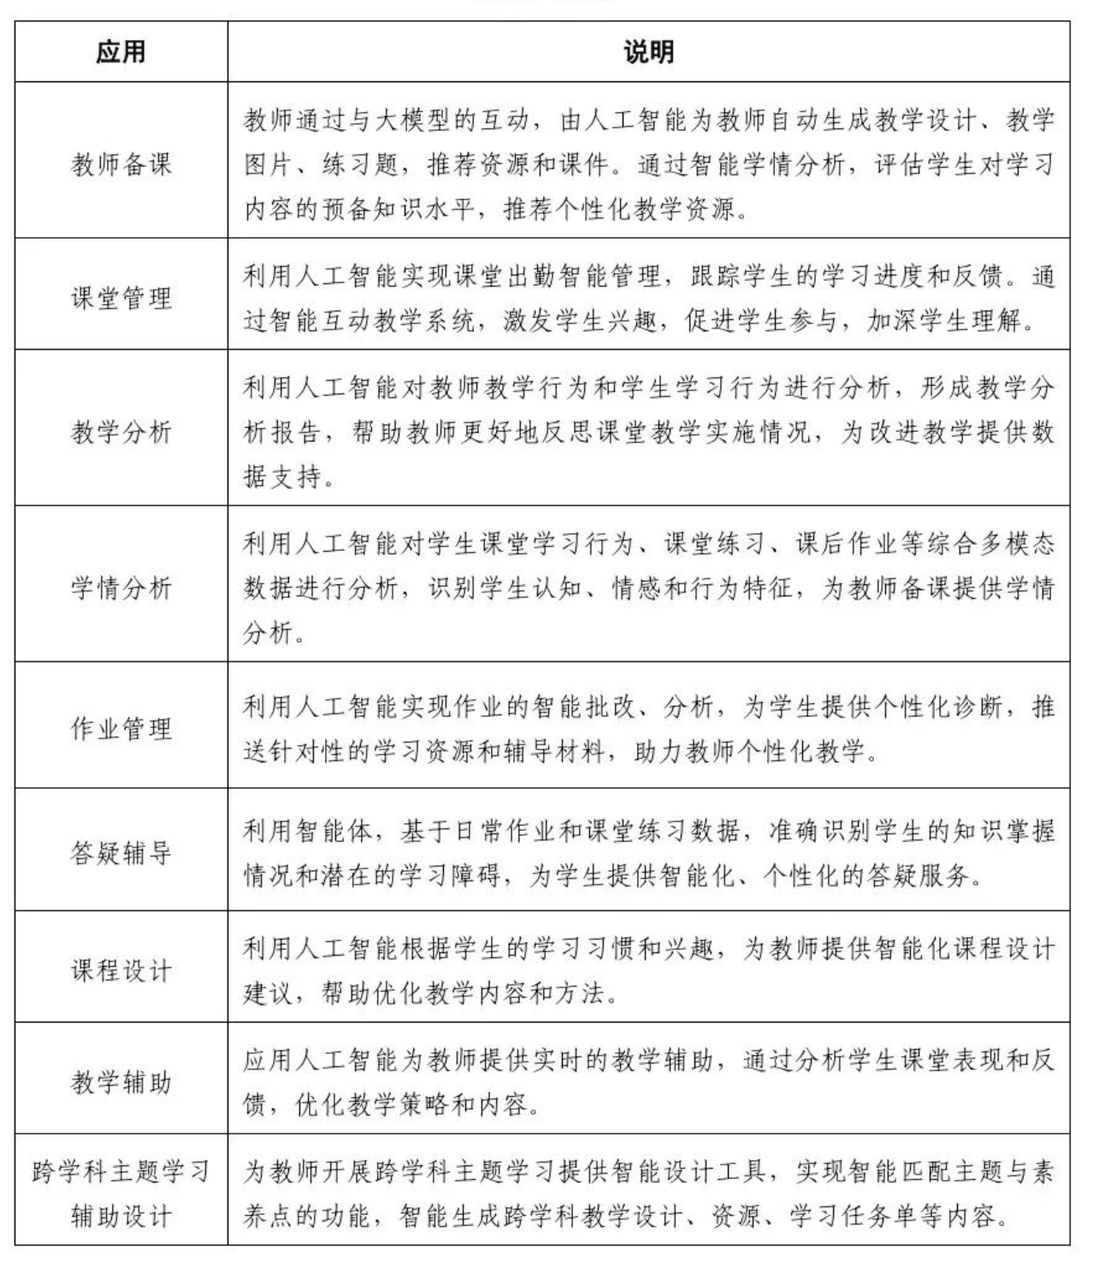 应用
说明
教师备课
教师通过与大模型的互动，由人工智能为教师自动生成教学设计、教学
图片、练习题，推荐资源和课件。通过智能学情分析，评估学生对学习
内容的预备知识水平，推荐个性化教学资源。
课堂管理
利用人工智能实现课堂出勤智能管理，跟踪学生的学习进度和反馈。通
过智能互动教学系统，激发学生兴趣，促进学生参与，加深学生理解。
教学分析
利用人工智能对教师教学行为和学生学习行为进行分析，形成教学分
析报告，帮助教师更好地反思课堂教学实施情况，为改进教学提供数
据支持。
学情分析
利用人工智能对学生课堂学习行为、课堂练习、课后作业等综合多模态
数据进行分析，识别学生认知、情感和行为特征，为教师备课提供学情
分析。
作业管理
利用人工智能实现作业的智能批改、分析，为学生提供个性化诊断，推
送针对性的学习资源和辅导材料，助力教师个性化教学。
答疑辅导
利用智能体，基于日常作业和课堂练习数据，准确识别学生的知识掌握
情况和潜在的学习障碍，为学生提供智能化、个性化的答疑服务。
课程设计
利用人工智能根据学生的学习习惯和兴趣，为教师提供智能化课程设计
建议，帮助优化教学内容和方法。
教学辅助
应用人工智能为教师提供实时的教学辅助，通过分析学生课堂表现和反
馈，优化教学策略和内容。
跨学科主题学习
辅助设计
为教师开展跨学科主题学习提供智能设计工具，实现智能匹配主题与素
养点的功能，智能生成跨学科教学设计、资源、学习任务单等内容。